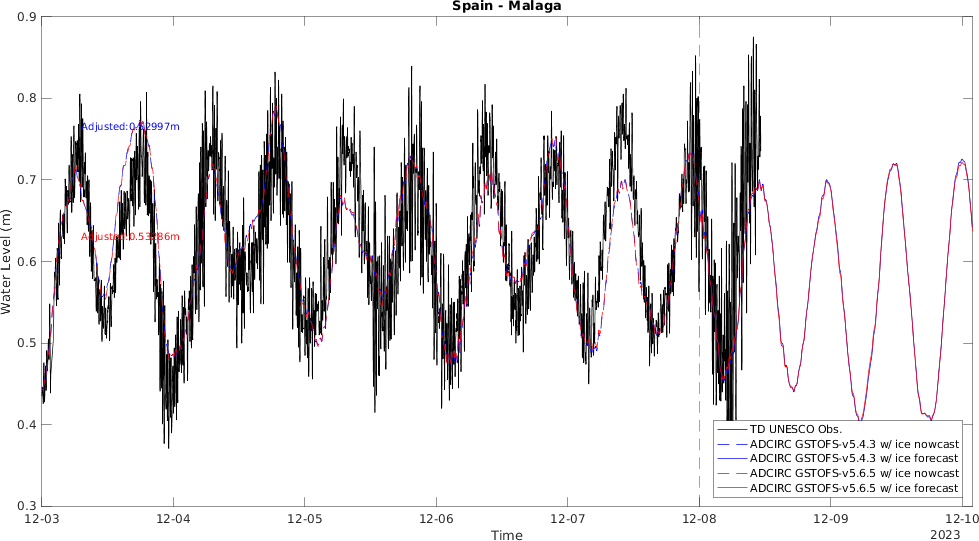 Spain - Malaga
0.9
0.8
0.7
0.6
0.5
0.4
0.3
Water Level (m)
Adjusted:0.52997m
Adjusted:0.53286m
TD UNESCO Obs.
ADCIRC GSTOFS-v5.4.3 w/ ice nowcast
ADCIRC GSTOFS-v5.4.3 w/ ice forecast
ADCIRC GSTOFS-v5.6.5 w/ ice nowcast
ADCIRC GSTOFS-v5.6.5 w/ ice forecast
12-03 12-04 12-05 12-06 12-07 12-08 12-09 12-10
Time
2023